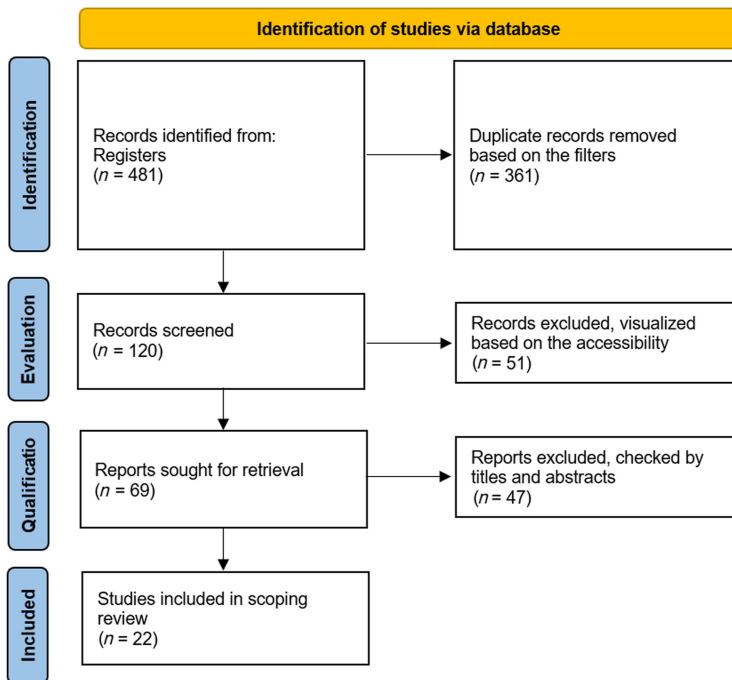 Identification of studies via database
Identification
Records identified from:
Registers
(n = 481)
Duplicate records removed
based on the filters
(n = 361)
Evaluation
Records screened
(n = 120)
Records excluded, visualized
based on the accessibility
(n = 51)
Qualificatio
Reports sought for retrieval
(n = 69)
Reports excluded, checked by
titles and abstracts
(n = 47)
Included
Studies included in scoping
review
(n = 22)